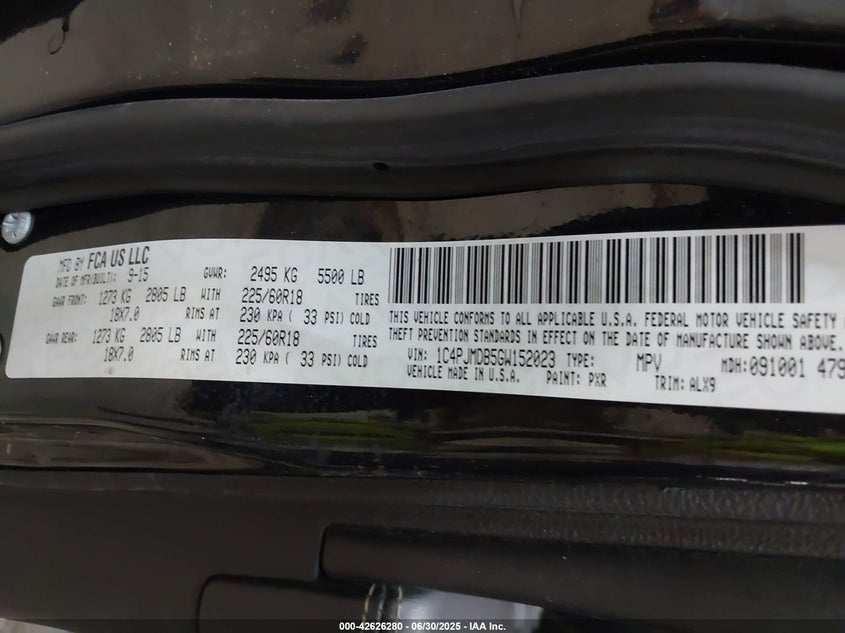 MFD BY FCA US LLC
DATE OF MFR(BUILT): 9-15 GVWR: 2495 KG 5500 LB
GAWR FRONT: 1273 KG 2805 LB WITH 225/60R18 TIRES
18X7.0 RIMS AT 230 KPA ( 33 PSI) COLD
GAWR REAR: 1273 KG 2805 LB WITH 225/60R18 TIRES
18X7.0 RIMS AT 230 KPA ( 33 PSI) COLD
THIS VEHICLE CONFORMS TO ALL APPLICABLE U.S.A. FEDERAL MOTOR VEHICLE SAFETY
THEFT PREVENTION STANDARDS IN EFFECT ON THE DATE OF MANUFACTURE SHOWN ABOVE.
VIN: 1C4PJMDB5GW152023 TYPE: MPV MDH:091001 479
VEHICLE MADE IN U.S.A. PAINT: PXR TRIM: ALX9
000-42626280 - 06/30/2025 - IAA Inc.